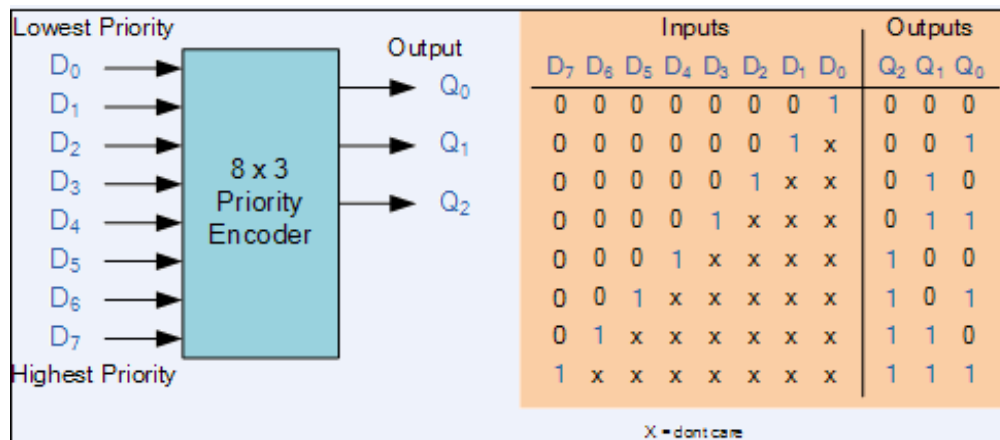 Lowest Priority
D₀
D₁
D₂
D₃
D₄
D₅
D₆
D₇
Highest Priority
8 x 3
Priority
Encoder
Output
Q₀
Q₁
Q₂
Inputs Outputs
D₇ D₆ D₅ D₄ D₃ D₂ D₁ D₀ Q₂ Q₁ Q₀
0 0 0 0 0 0 0 1 0 0 0
0 0 0 0 0 0 1 x 0 0 1
0 0 0 0 0 1 x x 0 1 0
0 0 0 0 1 x x x 0 1 1
0 0 0 1 x x x x 1 0 0
0 0 1 x x x x x 1 0 1
0 1 x x x x x x 1 1 0
1 x x x x x x x 1 1 1
X = dont care